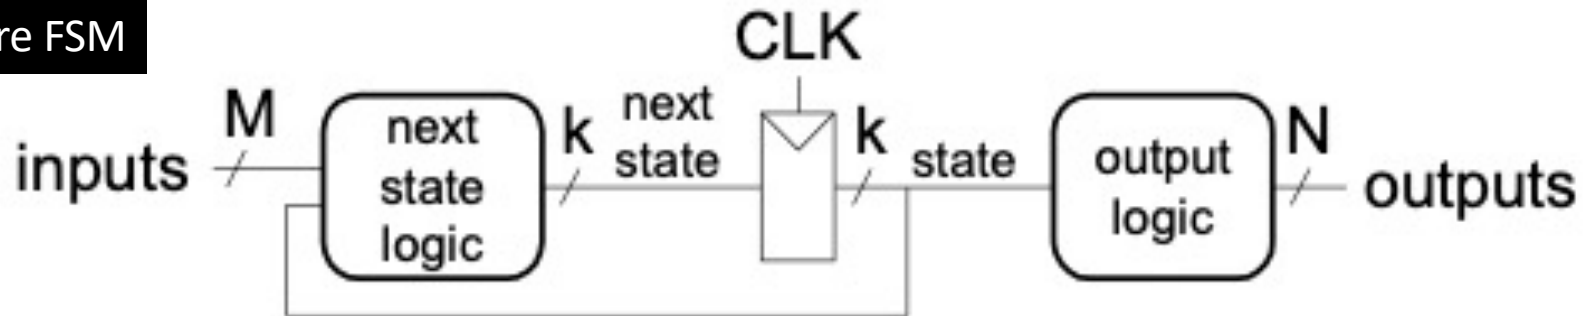 re FSM
CLK
inputs
M
next
state
logic
k
next
state
k
state
output
logic
N
outputs